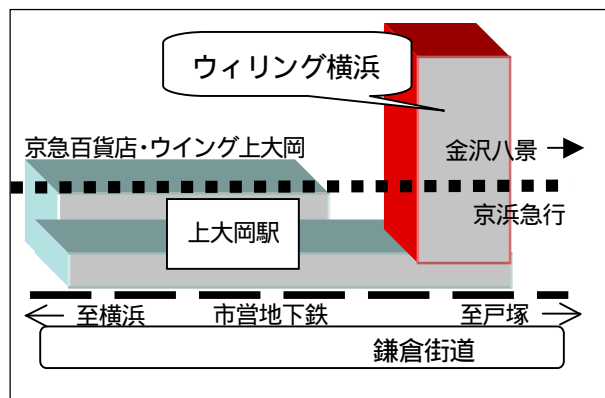 ウィリング横浜
京急百貨店・ウイング上大岡
金沢八景
京浜急行
上大岡駅
至横浜
市営地下鉄
至戸塚
鎌倉街道